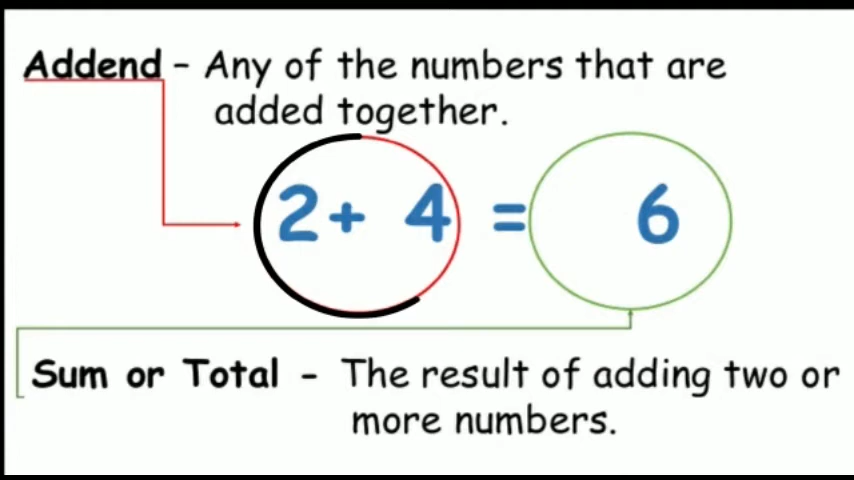 Addend – Any of the numbers that are
added together.
2+ 4 = 6
Sum or Total - The result of adding two or
more numbers.